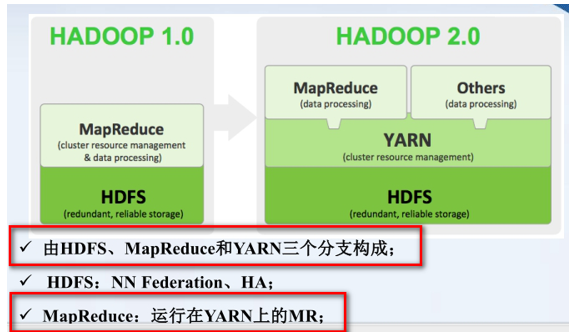 HADOOP 1.0
MapReduce
(cluster resource management
& data processing)
HDFS
(redundant, reliable storage)
HADOOP 2.0
MapReduce
(data processing)
Others
(data processing)
YARN
(cluster resource management)
HDFS
(redundant, reliable storage)
✓ 由HDFS、MapReduce和YARN三个分支构成；
✓ HDFS：NN Federation、HA；
✓ MapReduce：运行在YARN上的MR；